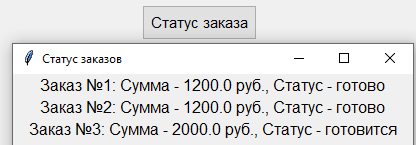 Статус заказа
Статус заказов
Заказ №1: Сумма - 1200.0 руб., Статус - готово
Заказ №2: Сумма - 1200.0 руб., Статус - готово
Заказ №3: Сумма - 2000.0 руб., Статус - готовится